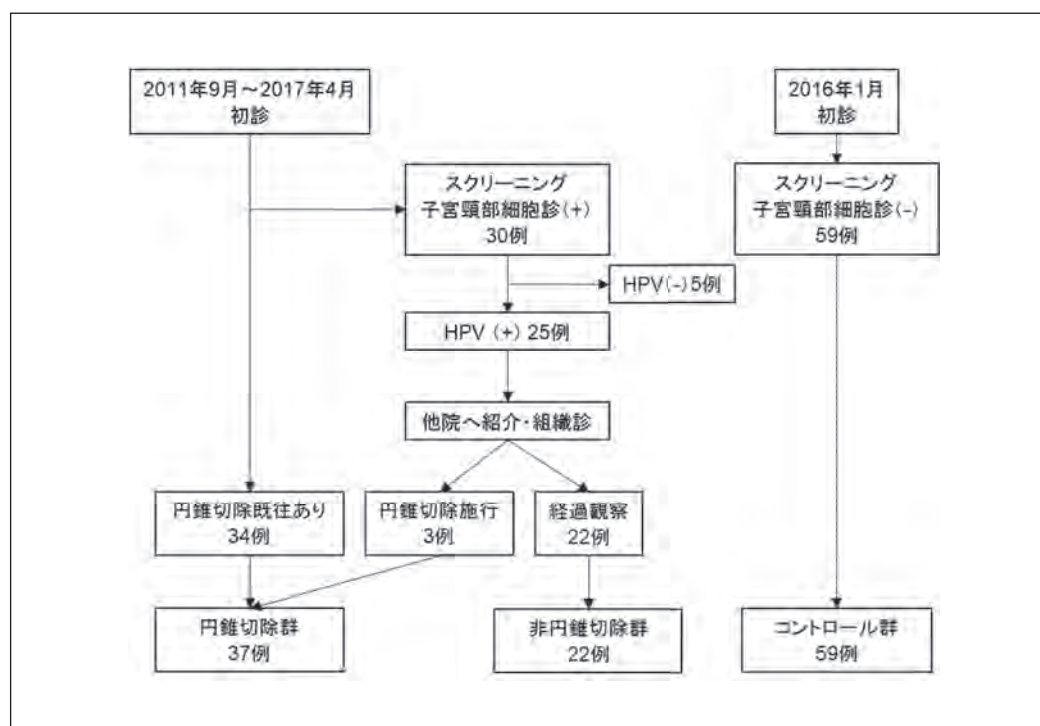 2011年9月～2017年4月
初診
2016年1月
初診
スクリーニング
子宮頸部細胞診(+)
30例
スクリーニング
子宮頸部細胞診(-)
59例
HPV(-)5例
HPV (+) 25例
他院へ紹介・組織診
円錐切除既往あり
34例
円錐切除施行
3例
経過観察
22例
円錐切除群
37例
非円錐切除群
22例
コントロール群
59例